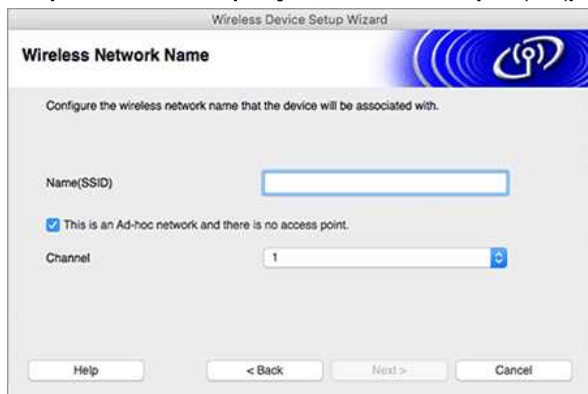 Wireless Device Setup Wizard
Wireless Network Name
Configure the wireless network name that the device will be associated with.
Name(SSID)
This is an Ad-hoc network and there is no access point.
Channel 1
Help < Back Next > Cancel